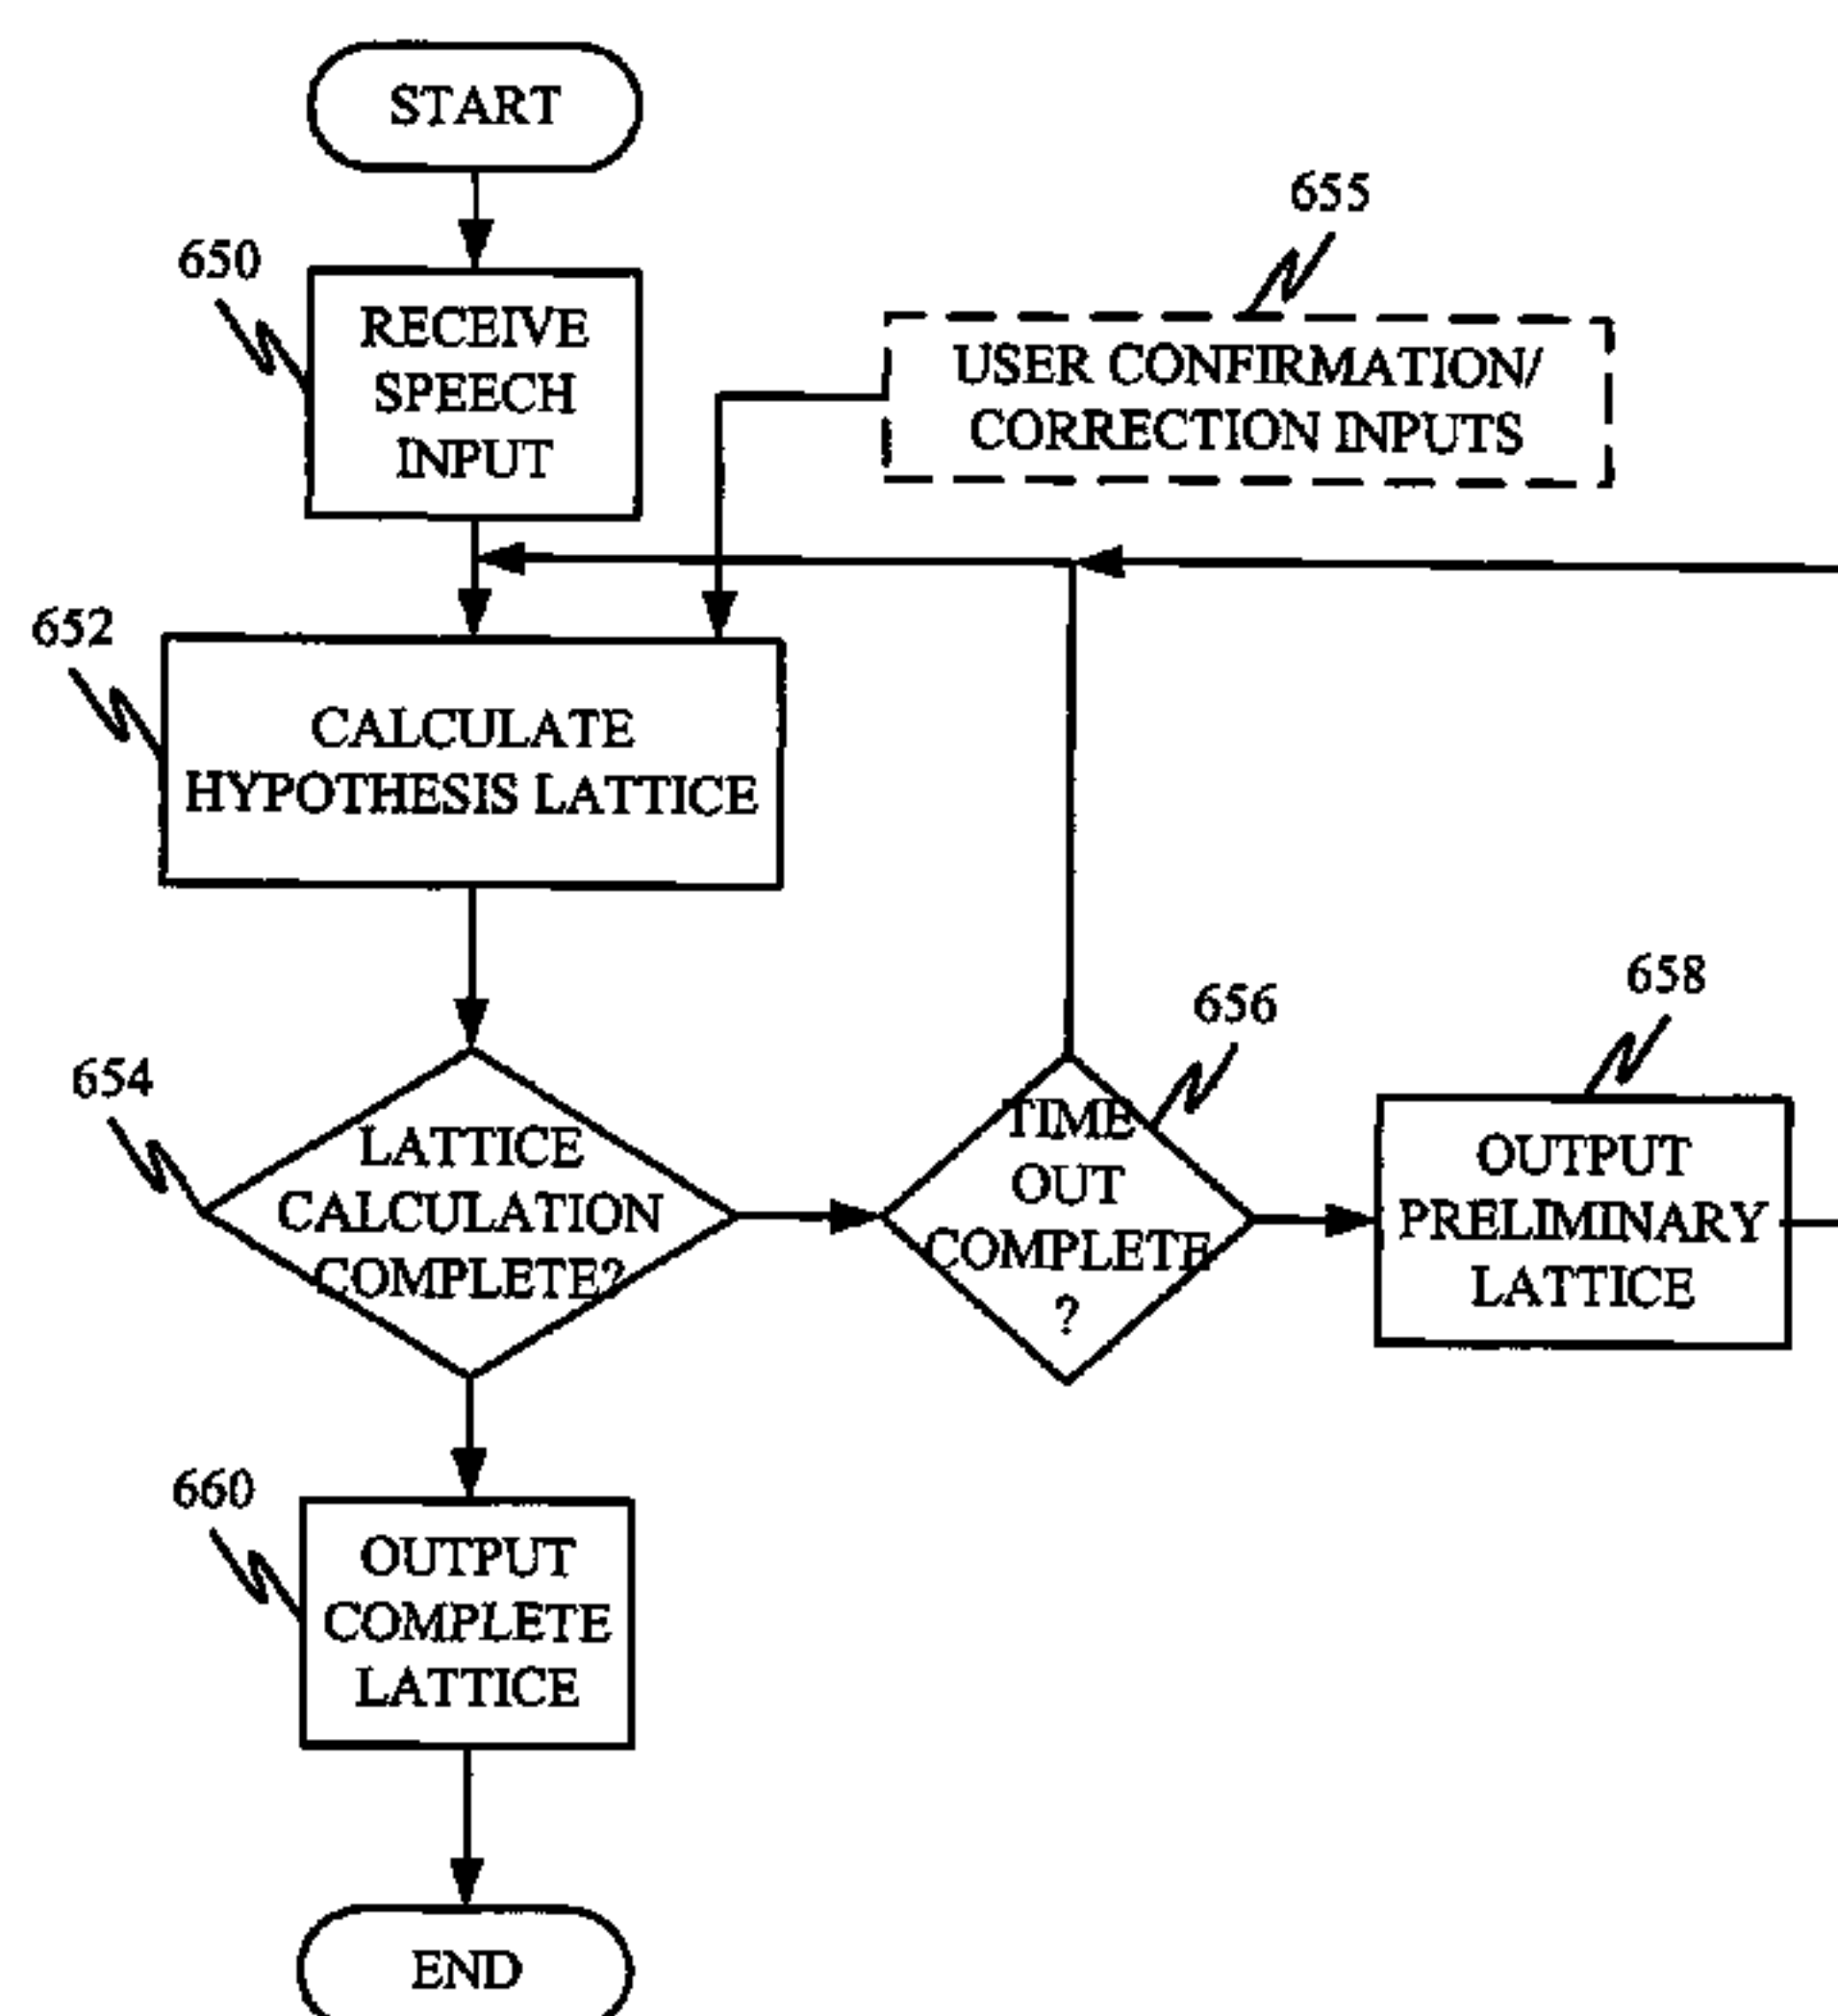 START
650
RECEIVE
SPEECH
INPUT
655
USER CONFIRMATION/
CORRECTION INPUTS
652
CALCULATE
HYPOTHESIS LATTICE
654
LATTICE
CALCULATION
COMPLETE?
656
TIME
OUT
COMPLETE
?
658
OUTPUT
PRELIMINARY
LATTICE
660
OUTPUT
COMPLETE
LATTICE
END